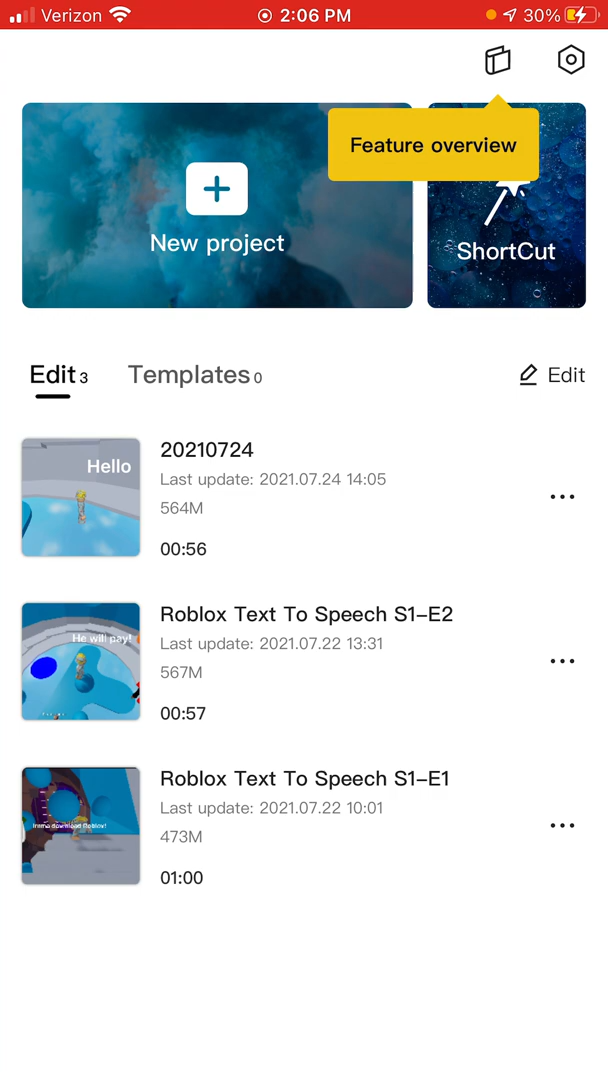 Verizon 2:06 PM 30%
Feature overview
New project
ShortCut
Edit 3 Templates 0 Edit
Hello
20210724
Last update: 2021.07.24 14:05
564M
00:56
He will pay!
Roblox Text To Speech S1-E2
Last update: 2021.07.22 13:31
567M
00:57
download Roblox!
Roblox Text To Speech S1-E1
Last update: 2021.07.22 10:01
473M
01:00